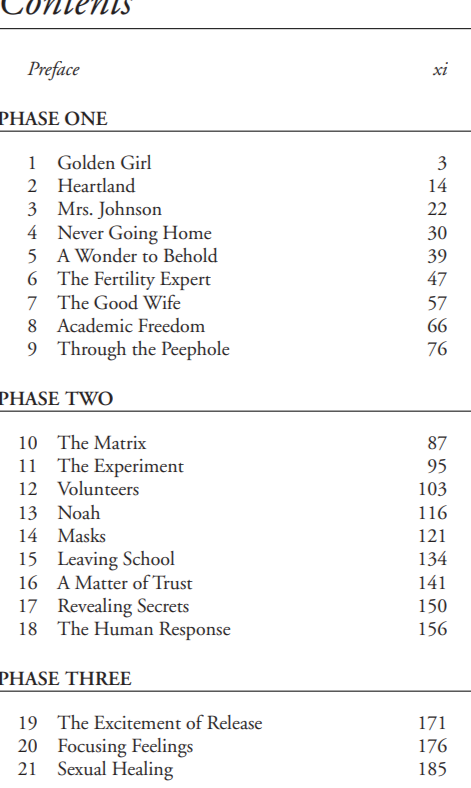 Contents
Preface xi
PHASE ONE
1 Golden Girl 3
2 Heartland 14
3 Mrs. Johnson 22
4 Never Going Home 30
5 A Wonder to Behold 39
6 The Fertility Expert 47
7 The Good Wife 57
8 Academic Freedom 66
9 Through the Peephole 76
PHASE TWO
10 The Matrix 87
11 The Experiment 95
12 Volunteers 103
13 Noah 116
14 Masks 121
15 Leaving School 134
16 A Matter of Trust 141
17 Revealing Secrets 150
18 The Human Response 156
PHASE THREE
19 The Excitement of Release 171
20 Focusing Feelings 176
21 Sexual Healing 185